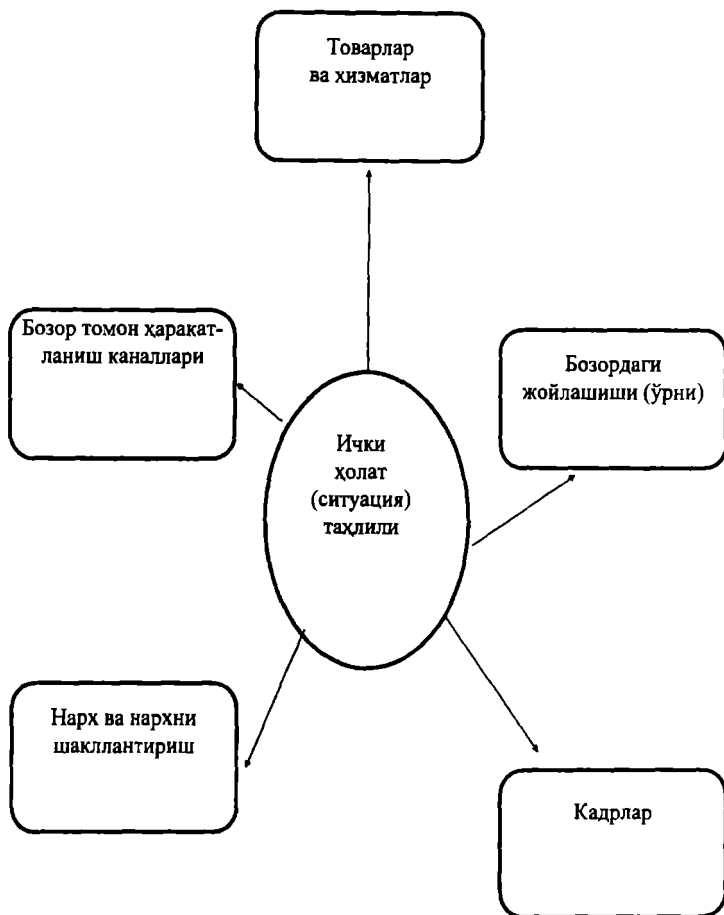 Товарлар
ва хизматлар
Бозор томон ҳаракат-
ланиш каналлари
Бозордаги
жойлашиши (ўрни)
Ички
ҳолат
(ситуация)
таҳлили
Нарх ва нархни
шакллантириш
Кадрлар